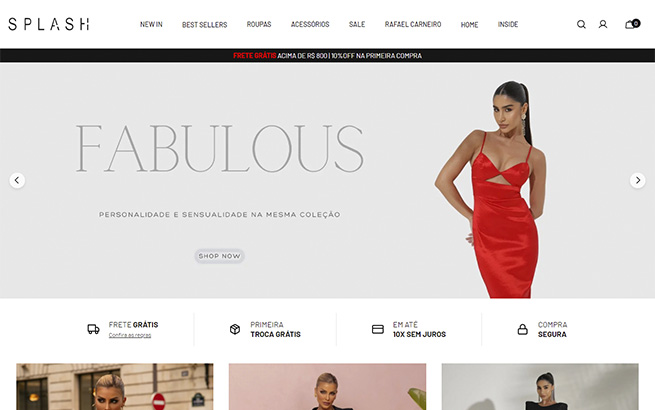 SPLASH
NEW IN
BEST SELLERS
ROUPAS
ACESSÓRIOS
SALE
RAFAEL CARNEIRO
HOME
INSIDE
0
FRETE GRÁTIS ACIMA DE R$ 800 | 10%OFF NA PRIMEIRA COMPRA
FABULOUS
PERSONALIDADE E SENSUALIDADE NA MESMA COLEÇÃO
SHOP NOW
FRETE GRÁTIS
Confira as regras
PRIMEIRA
TROCA GRÁTIS
EM ATÉ
10X SEM JUROS
COMPRA
SEGURA